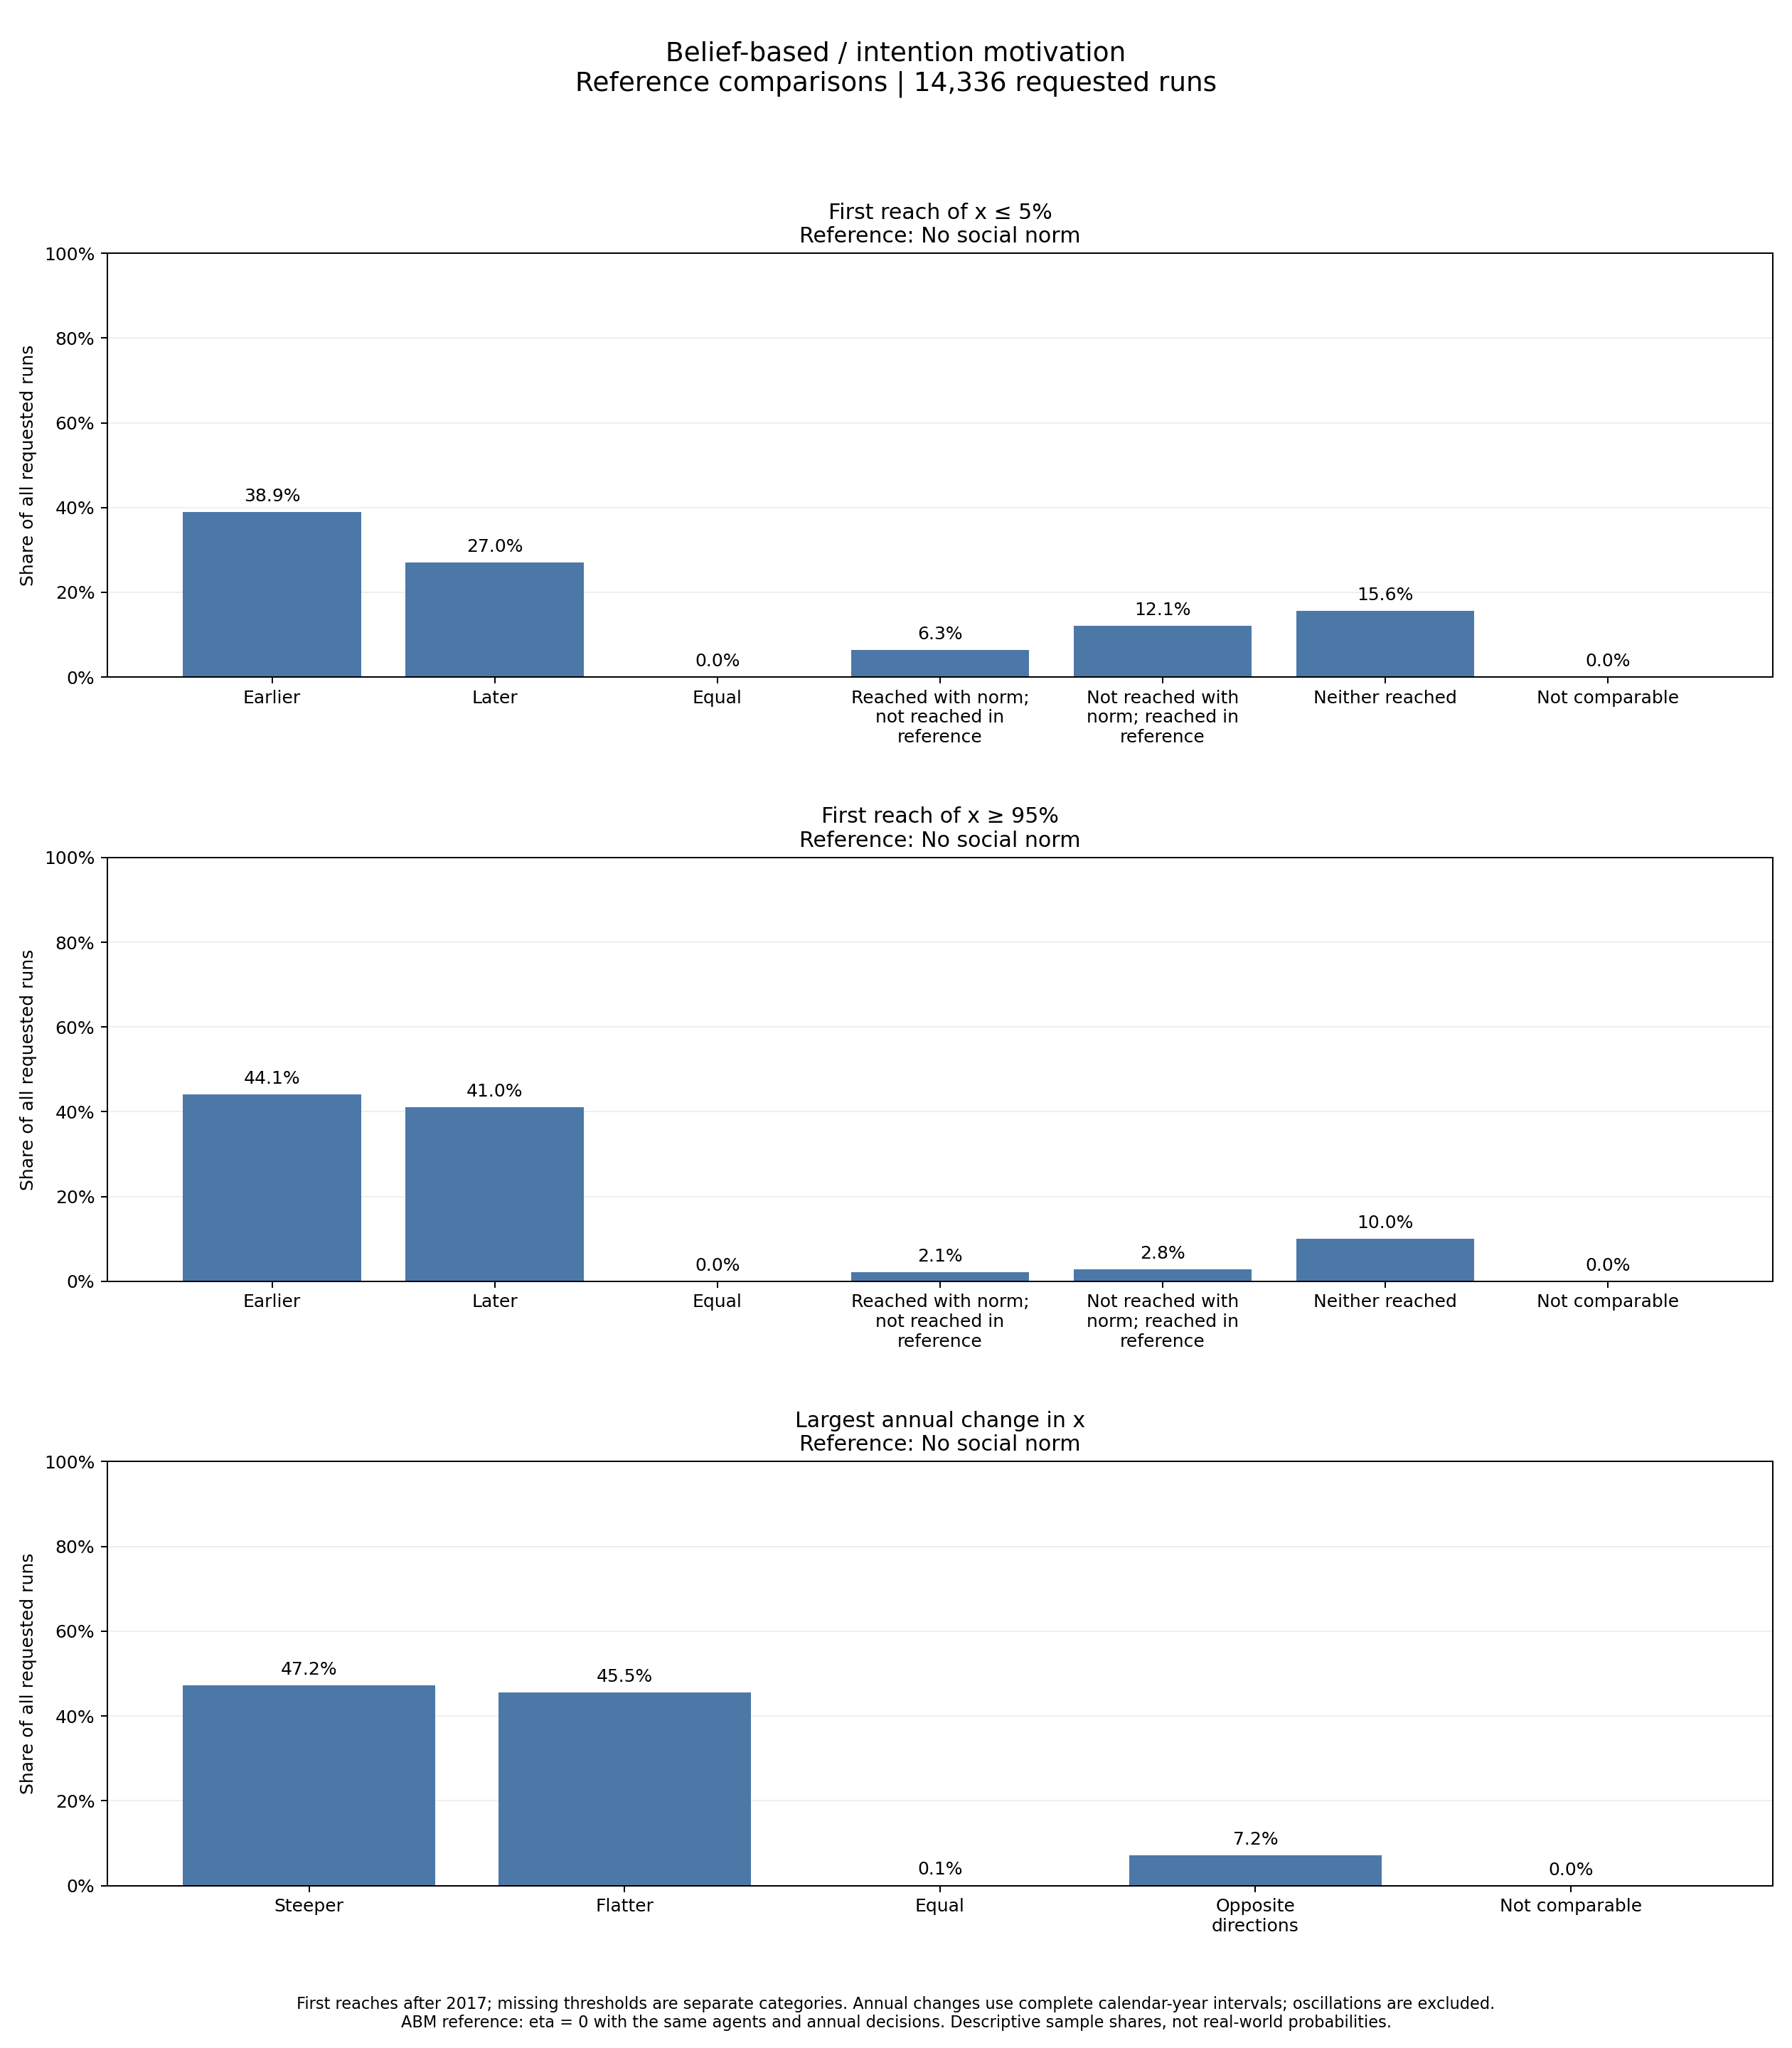 Belief-based / intention motivation
Reference comparisons | 14,336 requested runs
First reach of x ≤ 5%
Reference: No social norm
Share of all requested runs
100%
80%
60%
40%
20%
0%
38.9%
27.0%
0.0%
6.3%
12.1%
15.6%
0.0%
Earlier
Later
Equal
Reached with norm;
not reached in
reference
Not reached with
norm; reached in
reference
Neither reached
Not comparable
First reach of x ≥ 95%
Reference: No social norm
Share of all requested runs
100%
80%
60%
40%
20%
0%
44.1%
41.0%
0.0%
2.1%
2.8%
10.0%
0.0%
Earlier
Later
Equal
Reached with norm;
not reached in
reference
Not reached with
norm; reached in
reference
Neither reached
Not comparable
Largest annual change in x
Reference: No social norm
Share of all requested runs
100%
80%
60%
40%
20%
0%
47.2%
45.5%
0.1%
7.2%
0.0%
Steeper
Flatter
Equal
Opposite
directions
Not comparable
First reaches after 2017; missing thresholds are separate categories. Annual changes use complete calendar-year intervals; oscillations are excluded.
ABM reference: eta = 0 with the same agents and annual decisions. Descriptive sample shares, not real-world probabilities.